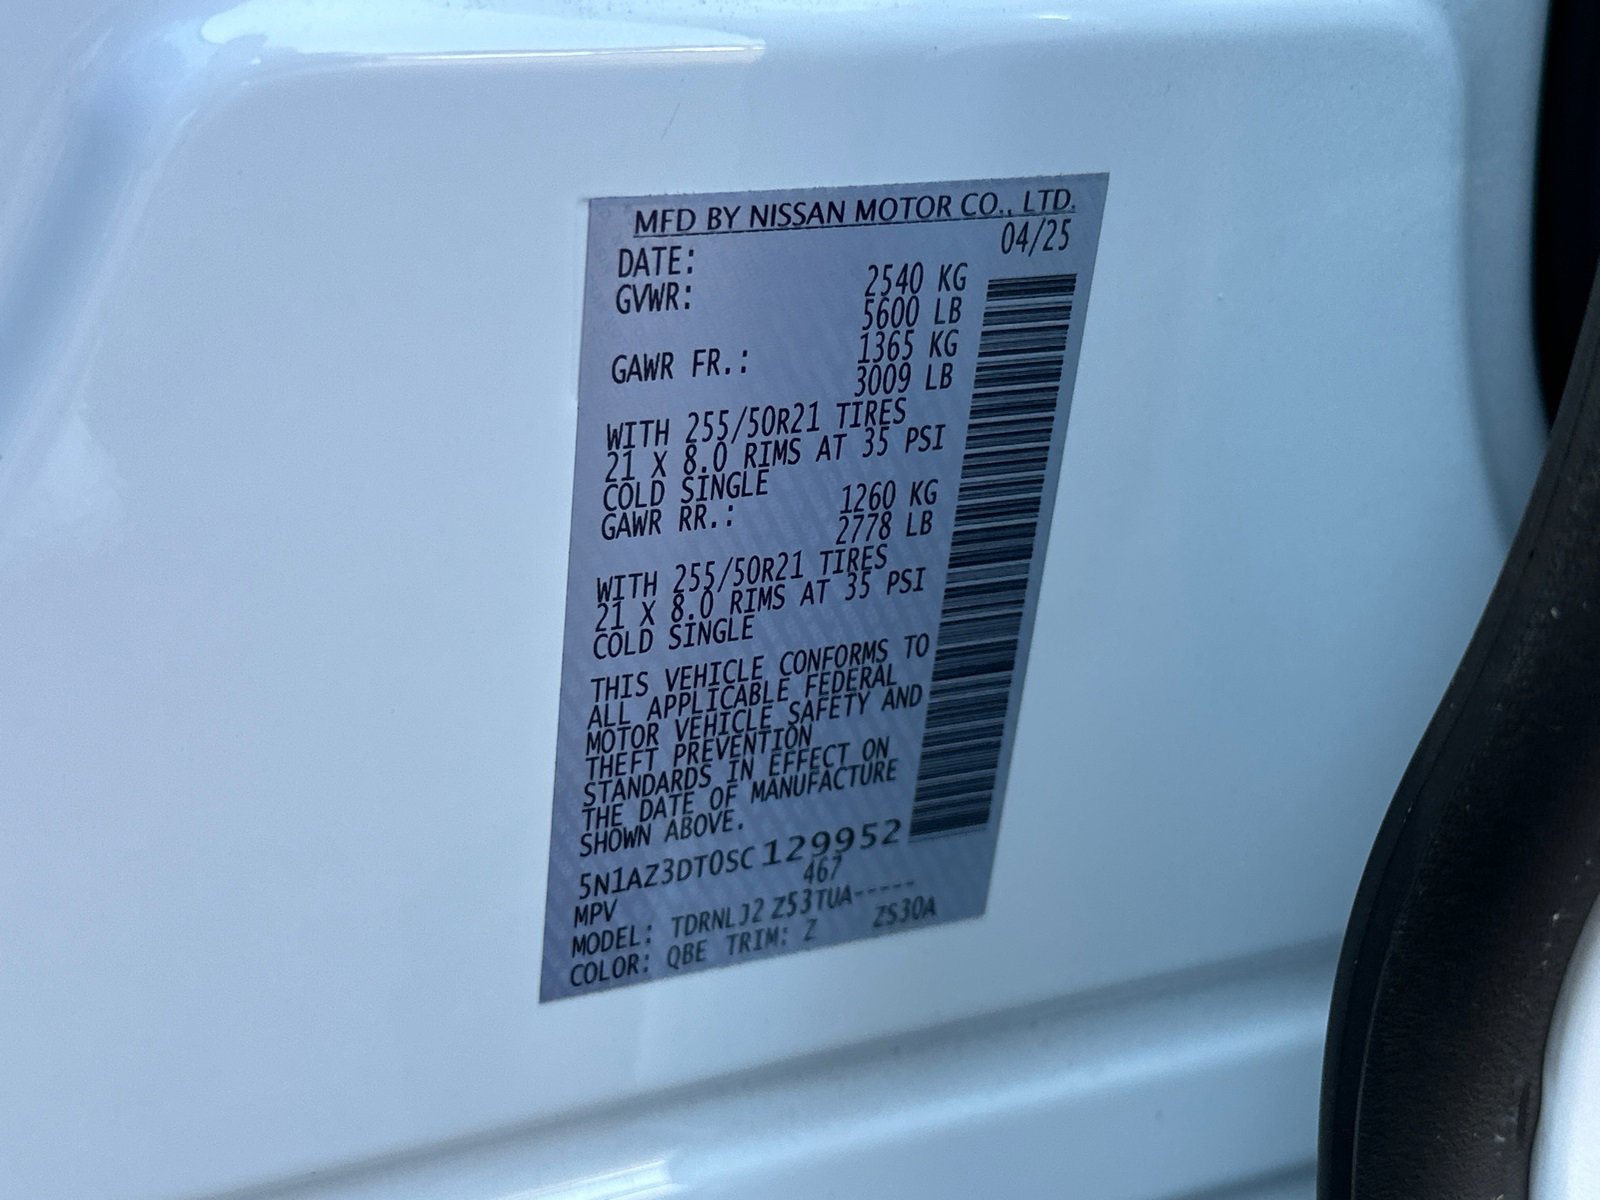 MFD BY NISSAN MOTOR CO., LTD.
DATE: 04/25
GVWR: 2540 KG
5600 LB
GAWR FR.: 1365 KG
3009 LB
WITH 255/50R21 TIRES
21 X 8.0 RIMS AT 35 PSI
COLD SINGLE
GAWR RR.: 1260 KG
2778 LB
WITH 255/50R21 TIRES
21 X 8.0 RIMS AT 35 PSI
COLD SINGLE
THIS VEHICLE CONFORMS TO
ALL APPLICABLE FEDERAL
MOTOR VEHICLE SAFETY AND
THEFT PREVENTION
STANDARDS IN EFFECT ON
THE DATE OF MANUFACTURE
SHOWN ABOVE.
5N1AZ3DT0SC129952
MPV 467
MODEL: TDRNLJ2Z53TUA-----
COLOR: QBE TRIM: Z ZS30A